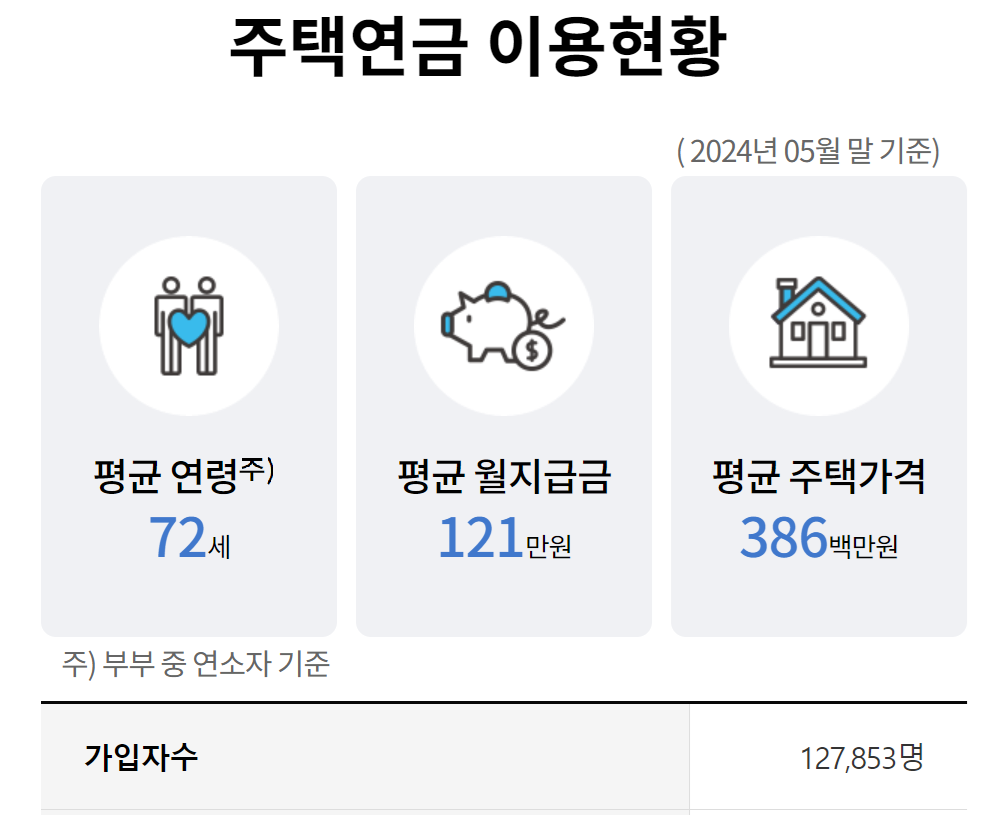 주택연금 이용현황
( 2024년 05월 말 기준)
$
평균 연령주)
72세
평균 월지급금
121만원
평균 주택가격
386백만원
주) 부부 중 연소자 기준
가입자수
127,853명